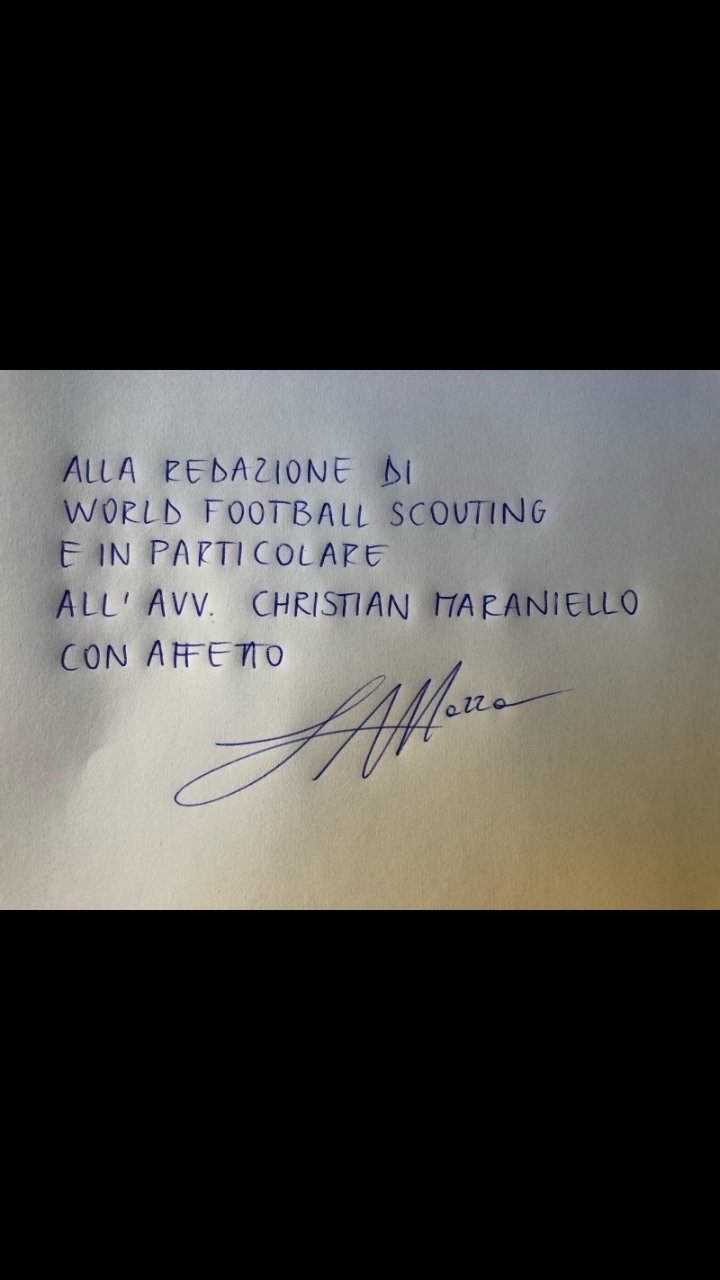 ALLA REDAZIONE DI
WORLD FOOTBALL SCOUTING
E IN PARTICOLARE
ALL' AVV. CHRISTIAN MARANIELLO
CON AFFETTO